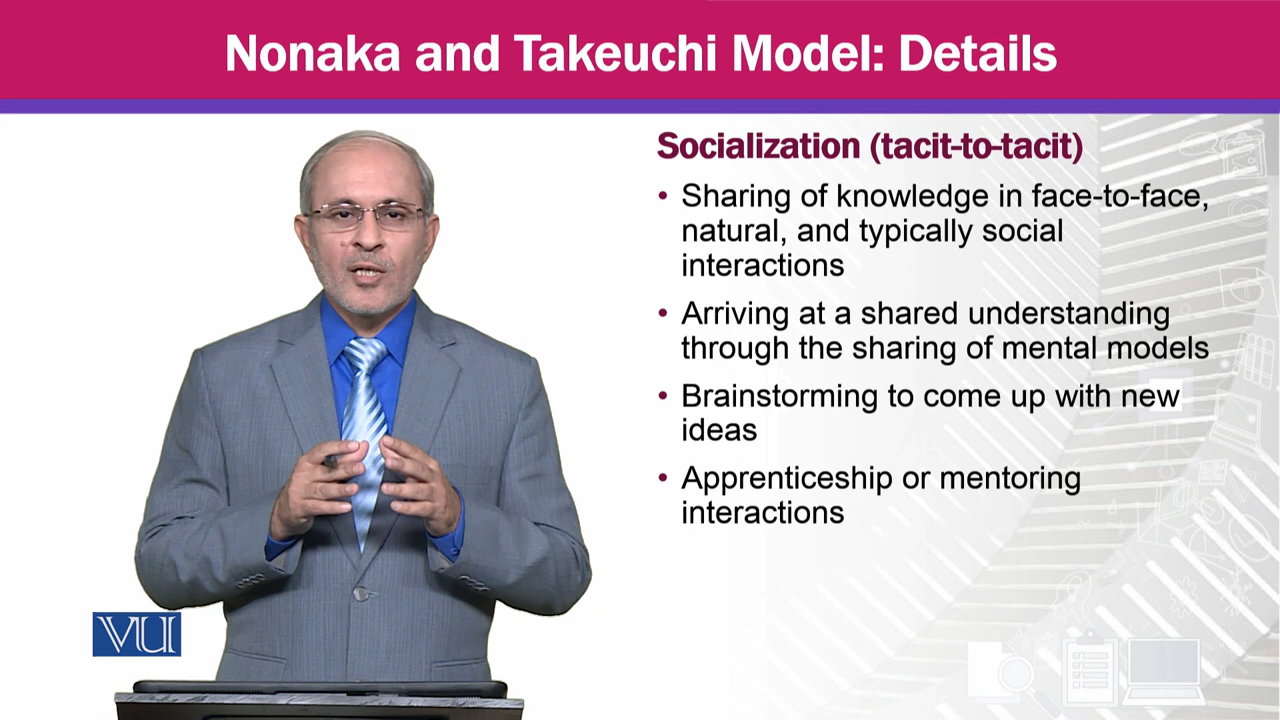 Nonaka and Takeuchi Model: Details
Socialization (tacit-to-tacit)
• Sharing of knowledge in face-to-face,
natural, and typically social
interactions
• Arriving at a shared understanding
through the sharing of mental models
• Brainstorming to come up with new
ideas
• Apprenticeship or mentoring
interactions
VU